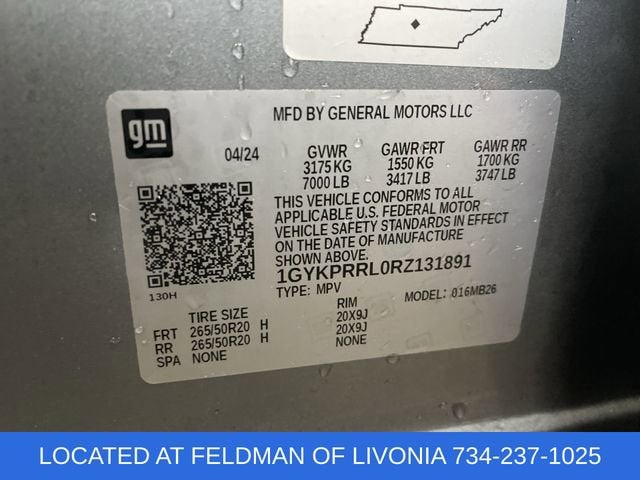 gm
MFD BY GENERAL MOTORS LLC
04/24 GVWR GAWR FRT GAWR RR
3175 KG 1550 KG 1700 KG
7000 LB 3417 LB 3747 LB
THIS VEHICLE CONFORMS TO ALL
APPLICABLE U.S. FEDERAL MOTOR
VEHICLE SAFETY STANDARDS IN EFFECT
ON THE DATE OF MANUFACTURE
SHOWN ABOVE.
1GYKPRRL0RZ131891
130H
TYPE: MPV MODEL: 016MB26
TIRE SIZE RIM
FRT 265/50R20 H 20X9J
RR 265/50R20 H 20X9J
SPA NONE NONE
LOCATED AT FELDMAN OF LIVONIA 734-237-1025